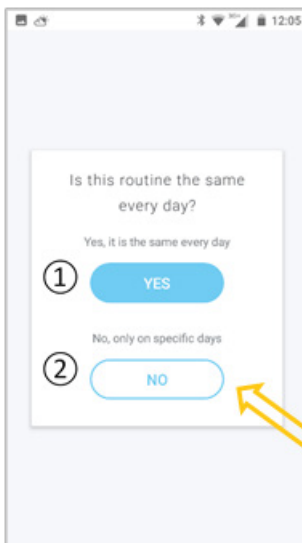 12:05
Is this routine the same
every day?
Yes, it is the same every day
① YES
No, only on specific days
② NO